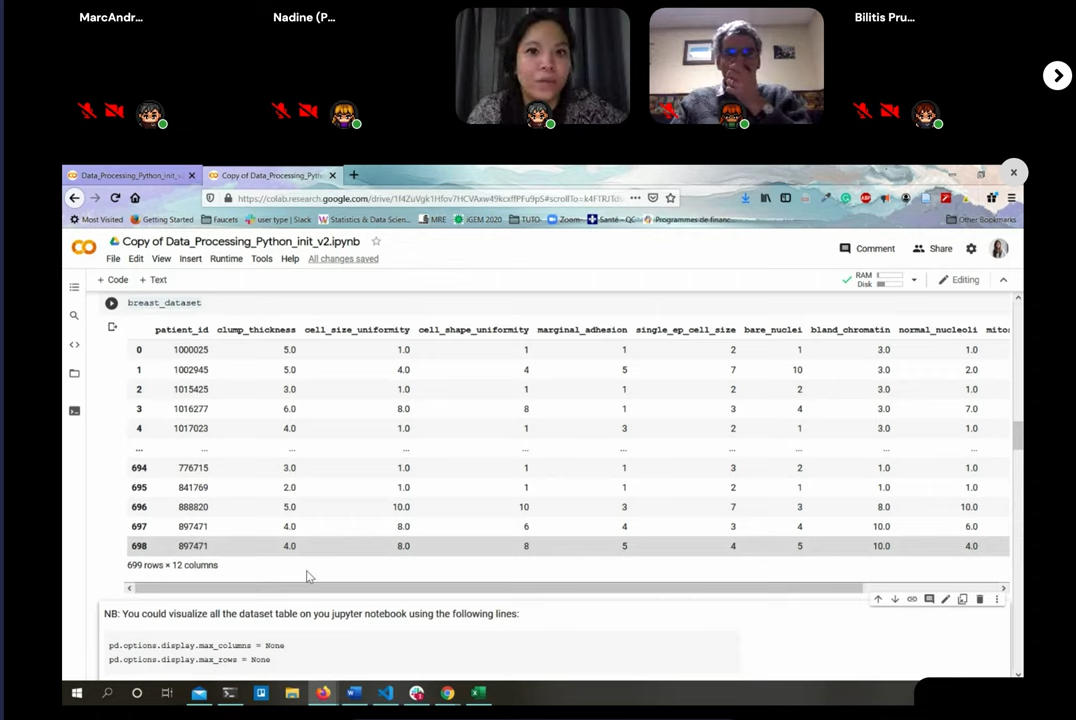 MarcAndr...
Nadine (P...
Bilitis Pru...
Data_Processing_Python_init_v
Copy of Data_Processing_Pyth
Most Visited
Getting Started
Faucets
user type | Slack
Statistics & Data Scien...
MRE
iGEM 2020
TUTO
Zoom
Santé - QC
Programmes de financ...
Other Bookmarks
Copy of Data_Processing_Python_init_v2.ipynb
Comment
Share
File Edit View Insert Runtime Tools Help All changes saved
+ Code + Text
RAM
Disk
Editing
breast_dataset
patient_id clump_thickness cell_size_uniformity cell_shape_uniformity marginal_adhesion single_ep_cell_size bare_nuclei bland_chromatin normal_nucleoli mito
0 1000025 5.0 1.0 1 1 2 1 3.0 1.0
1 1002945 5.0 4.0 4 5 7 10 3.0 2.0
2 1015425 3.0 1.0 1 1 2 2 3.0 1.0
3 1016277 6.0 8.0 8 1 3 4 3.0 7.0
4 1017023 4.0 1.0 1 3 2 1 3.0 1.0
... ... ... ... ... ... ... ... ... ...
694 776715 3.0 1.0 1 1 3 2 1.0 1.0
695 841769 2.0 1.0 1 1 2 1 1.0 1.0
696 888820 5.0 10.0 10 3 7 3 8.0 10.0
697 897471 4.0 8.0 6 4 3 4 10.0 6.0
698 897471 4.0 8.0 8 5 4 5 10.0 4.0
699 rows × 12 columns
NB: You could visualize all the dataset table on you jupyter notebook using the following lines:
pd.options.display.max_columns = None
pd.options.display.max_rows = None